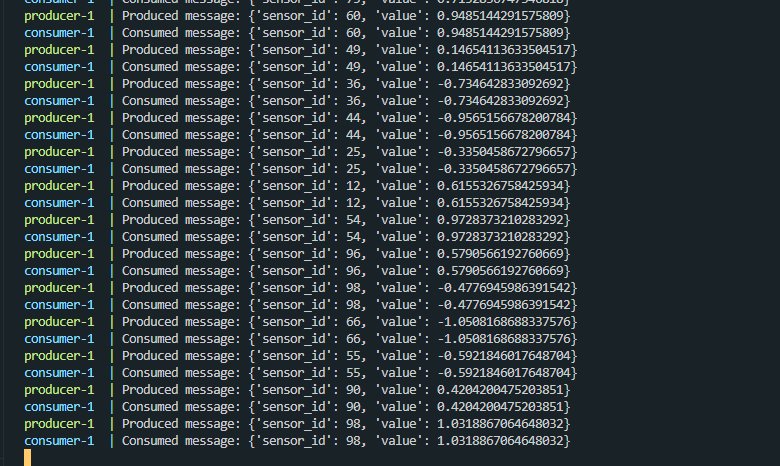 producer-1 | Produced message: {'sensor_id': 60, 'value': 0.9485144291575809}
consumer-1 | Consumed message: {'sensor_id': 60, 'value': 0.9485144291575809}
producer-1 | Produced message: {'sensor_id': 49, 'value': 0.14654113633504517}
consumer-1 | Consumed message: {'sensor_id': 49, 'value': 0.14654113633504517}
producer-1 | Produced message: {'sensor_id': 36, 'value': -0.734642833092692}
consumer-1 | Consumed message: {'sensor_id': 36, 'value': -0.734642833092692}
producer-1 | Produced message: {'sensor_id': 44, 'value': -0.9565156678200784}
consumer-1 | Consumed message: {'sensor_id': 44, 'value': -0.9565156678200784}
producer-1 | Produced message: {'sensor_id': 25, 'value': -0.3350458672796657}
consumer-1 | Consumed message: {'sensor_id': 25, 'value': -0.3350458672796657}
producer-1 | Produced message: {'sensor_id': 12, 'value': 0.6155326758425934}
consumer-1 | Consumed message: {'sensor_id': 12, 'value': 0.6155326758425934}
producer-1 | Produced message: {'sensor_id': 54, 'value': 0.9728373210283292}
consumer-1 | Consumed message: {'sensor_id': 54, 'value': 0.9728373210283292}
producer-1 | Produced message: {'sensor_id': 96, 'value': 0.5790566192760669}
consumer-1 | Consumed message: {'sensor_id': 96, 'value': 0.5790566192760669}
producer-1 | Produced message: {'sensor_id': 98, 'value': -0.4776945986391542}
consumer-1 | Consumed message: {'sensor_id': 98, 'value': -0.4776945986391542}
producer-1 | Produced message: {'sensor_id': 66, 'value': -1.0508168688337576}
consumer-1 | Consumed message: {'sensor_id': 66, 'value': -1.0508168688337576}
producer-1 | Produced message: {'sensor_id': 55, 'value': -0.5921846017648704}
consumer-1 | Consumed message: {'sensor_id': 55, 'value': -0.5921846017648704}
producer-1 | Produced message: {'sensor_id': 90, 'value': 0.4204200475203851}
consumer-1 | Consumed message: {'sensor_id': 90, 'value': 0.4204200475203851}
producer-1 | Produced message: {'sensor_id': 98, 'value': 1.0318867064648032}
consumer-1 | Consumed message: {'sensor_id': 98, 'value': 1.0318867064648032}